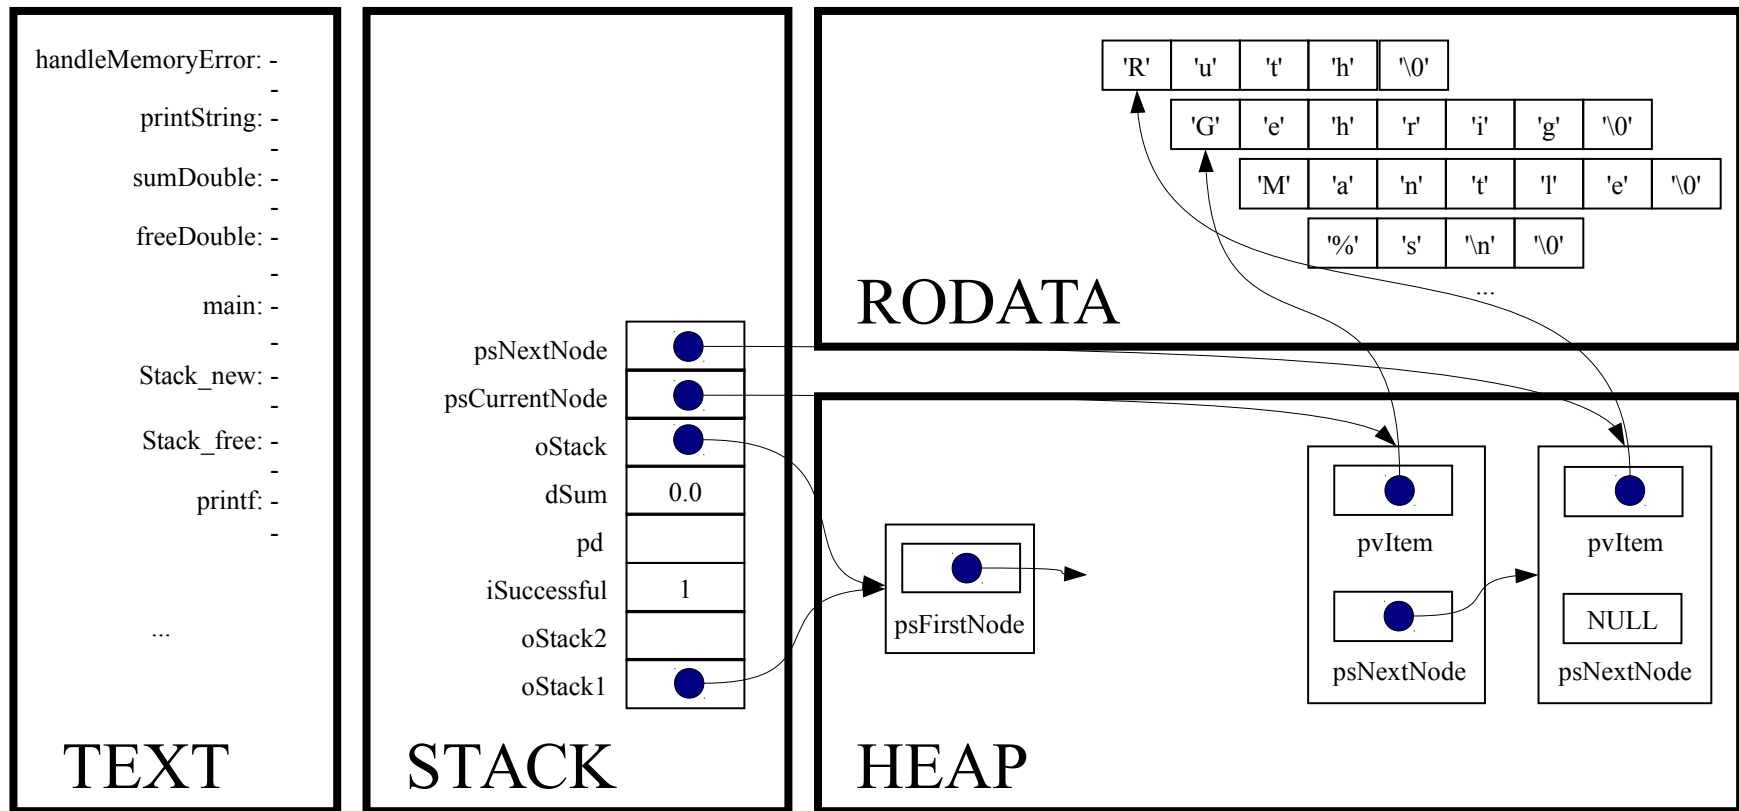 handleMemoryError: -
-
printString: -
-
sumDouble: -
-
freeDouble: -
-
main: -
-
Stack_new: -
-
Stack_free: -
-
printf: -
-
...
TEXT
psNextNode
psCurrentNode
oStack
dSum 0.0
pd
iSuccessful 1
oStack2
oStack1
STACK
'R' 'u' 't' 'h' '\0'
'G' 'e' 'h' 'r' 'i' 'g' '\0'
'M' 'a' 'n' 't' 'l' 'e' '\0'
'%' 's' '\n' '\0'
...
RODATA
psFirstNode
pvItem
psNextNode
pvItem
NULL
psNextNode
HEAP